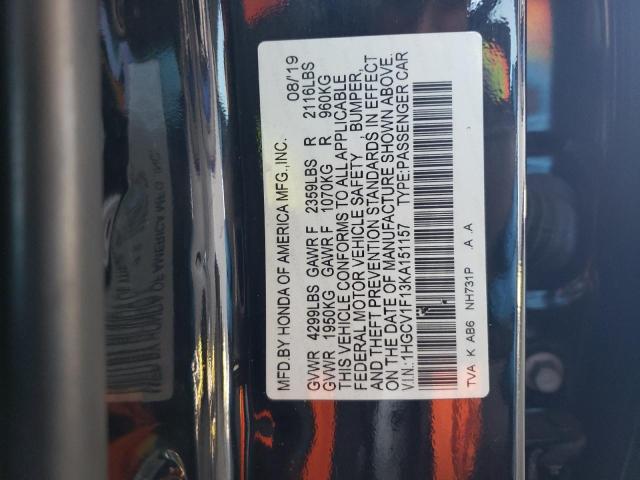 MFD.BY HONDA OF AMERICA MFG.,INC. 08/19
GVWR 4299LBS GAWR F 2359LBS R 2116LBS
GVWR 1950KG GAWR F 1070KG R 960KG
THIS VEHICLE CONFORMS TO ALL APPLICABLE
FEDERAL MOTOR VEHICLE SAFETY, BUMPER,
AND THEFT PREVENTION STANDARDS IN EFFECT
ON THE DATE OF MANUFACTURE SHOWN ABOVE.
VIN:1HGCV1F13KA151157 TYPE:PASSENGER CAR
TVA K AB6 NH731P A A